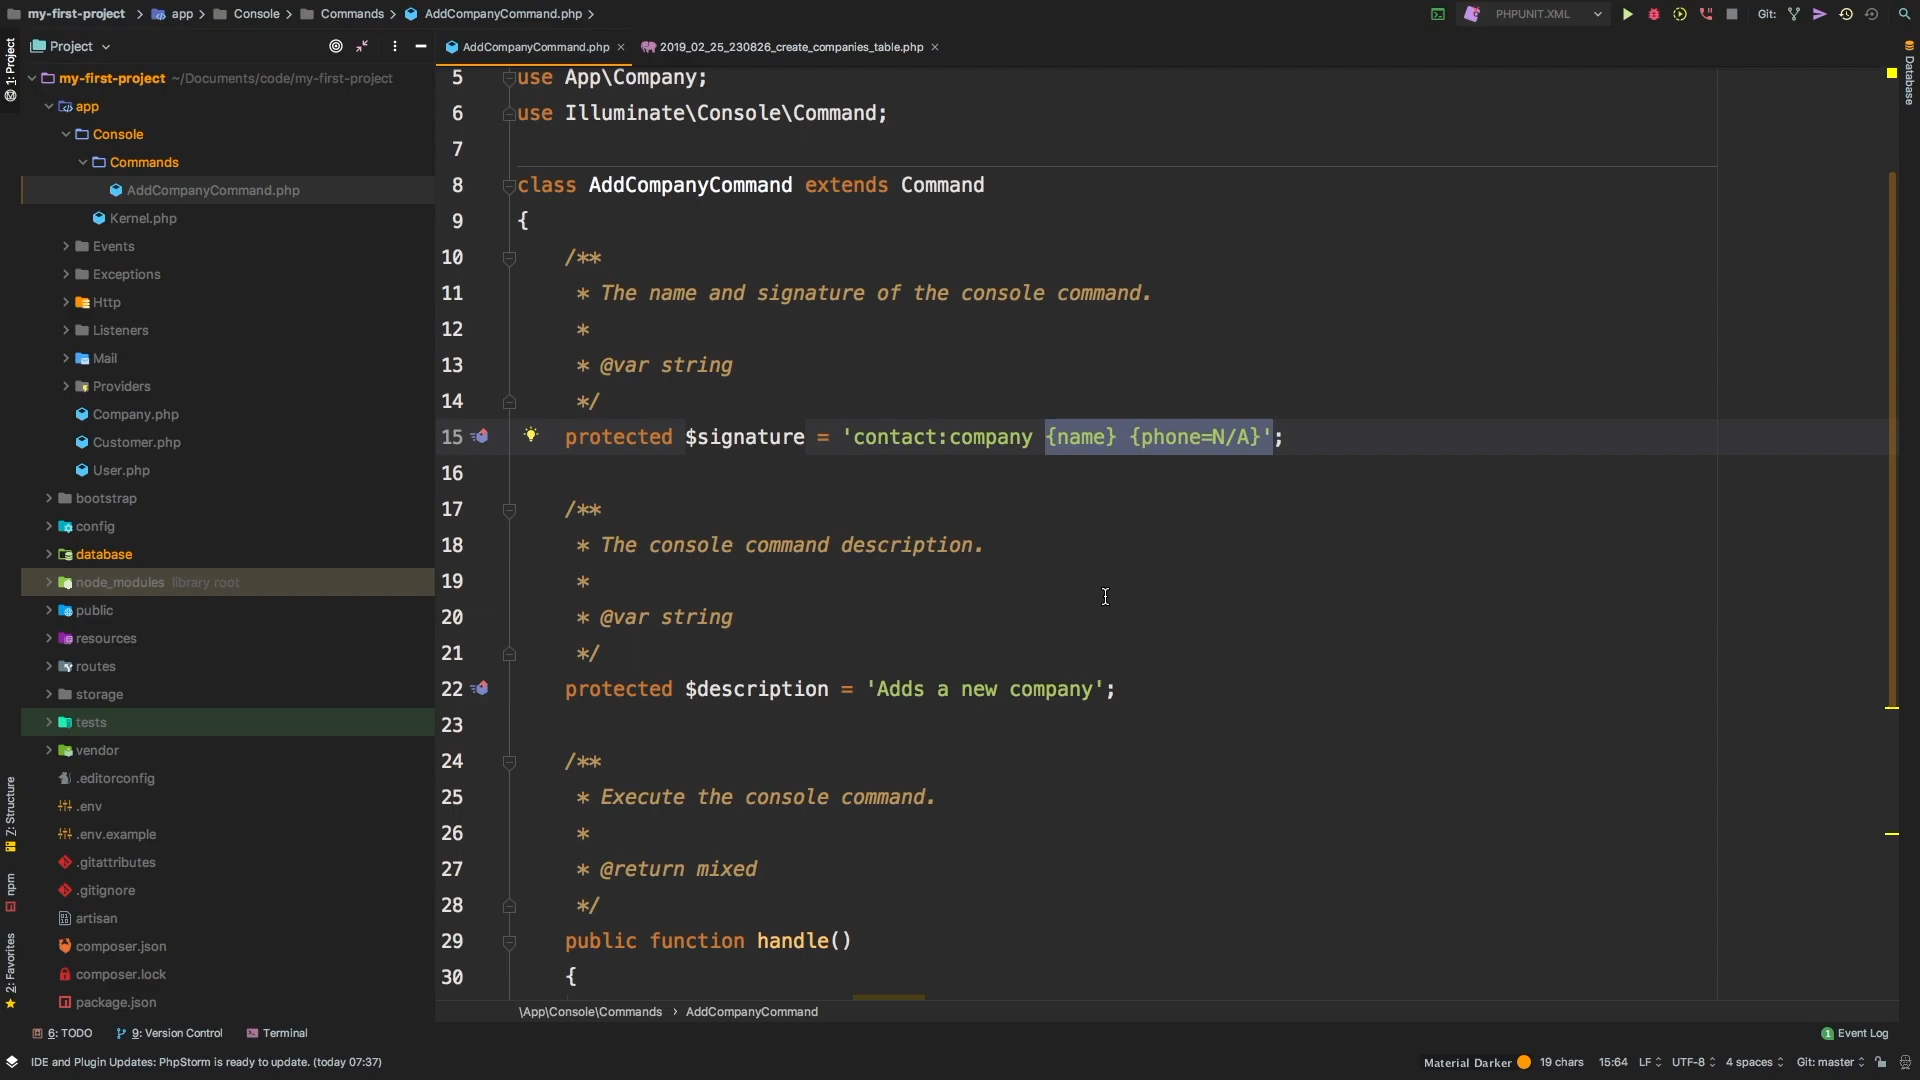 my-first-project > app > Console > Commands > AddCompanyCommand.php >
PHPUNIT.XML
Git:
1: Project
Project
AddCompanyCommand.php
2019_02_25_230826_create_companies_table.php
Database
my-first-project ~/Documents/code/my-first-project
app
Console
Commands
AddCompanyCommand.php
Kernel.php
Events
Exceptions
Http
Listeners
Mail
Providers
Company.php
Customer.php
User.php
bootstrap
config
database
node_modules library root
public
resources
routes
storage
tests
vendor
.editorconfig
.env
.env.example
.gitattributes
.gitignore
artisan
composer.json
composer.lock
package.json
Z: Structure
npm
2: Favorites
5 use App\Company;
6 use Illuminate\Console\Command;
7
8 class AddCompanyCommand extends Command
9 {
10 /**
11 * The name and signature of the console command.
12 *
13 * @var string
14 */
15 protected $signature = 'contact:company {name} {phone=N/A}';
16
17 /**
18 * The console command description.
19 *
20 * @var string
21 */
22 protected $description = 'Adds a new company';
23
24 /**
25 * Execute the console command.
26 *
27 * @return mixed
28 */
29 public function handle()
30 {
\App\Console\Commands > AddCompanyCommand
6: TODO
9: Version Control
Terminal
1 Event Log
IDE and Plugin Updates: PhpStorm is ready to update. (today 07:37)
Material Darker 19 chars 15:64 LF UTF-8 4 spaces Git: master